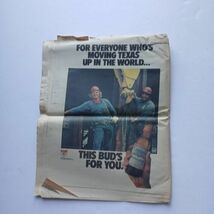 FOR EVERYONE WHO'S
MOVING TEXAS
UP IN THE WORLD...
THIS BUD'S
FOR YOU.